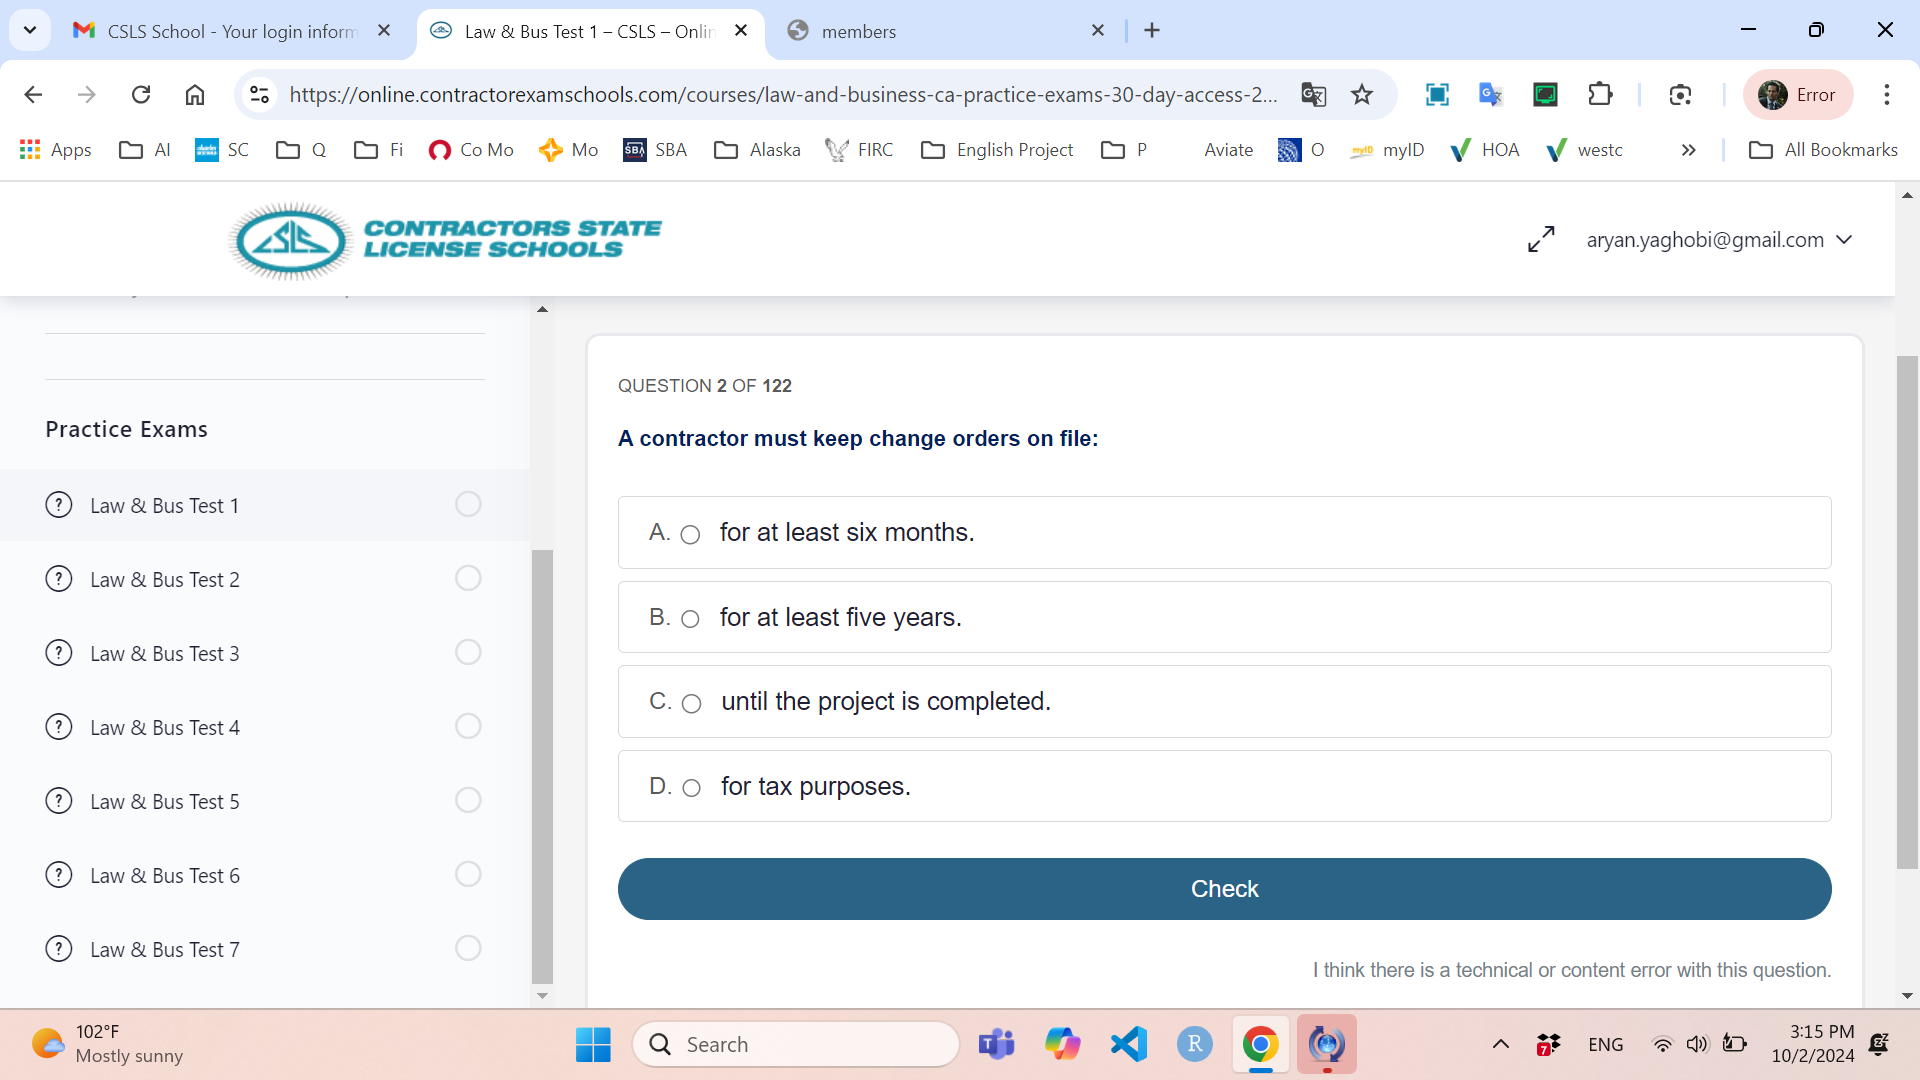 CSLS School - Your login inform
Law & Bus Test 1 – CSLS – Onlin
members
https://online.contractorexamschools.com/courses/law-and-business-ca-practice-exams-30-day-access-2...
Error
Apps
AI
SC
Q
Fi
Co Mo
Mo
SBA
SBA
Alaska
FIRC
English Project
P
Aviate
O
myID
myID
HOA
westc
All Bookmarks
CSLS
CONTRACTORS STATE
LICENSE SCHOOLS
aryan.yaghobi@gmail.com
Practice Exams
Law & Bus Test 1
Law & Bus Test 2
Law & Bus Test 3
Law & Bus Test 4
Law & Bus Test 5
Law & Bus Test 6
Law & Bus Test 7
QUESTION 2 OF 122
A contractor must keep change orders on file:
A. for at least six months.
B. for at least five years.
C. until the project is completed.
D. for tax purposes.
Check
I think there is a technical or content error with this question.
102°F
Mostly sunny
Search
R
7
ENG
3:15 PM
10/2/2024